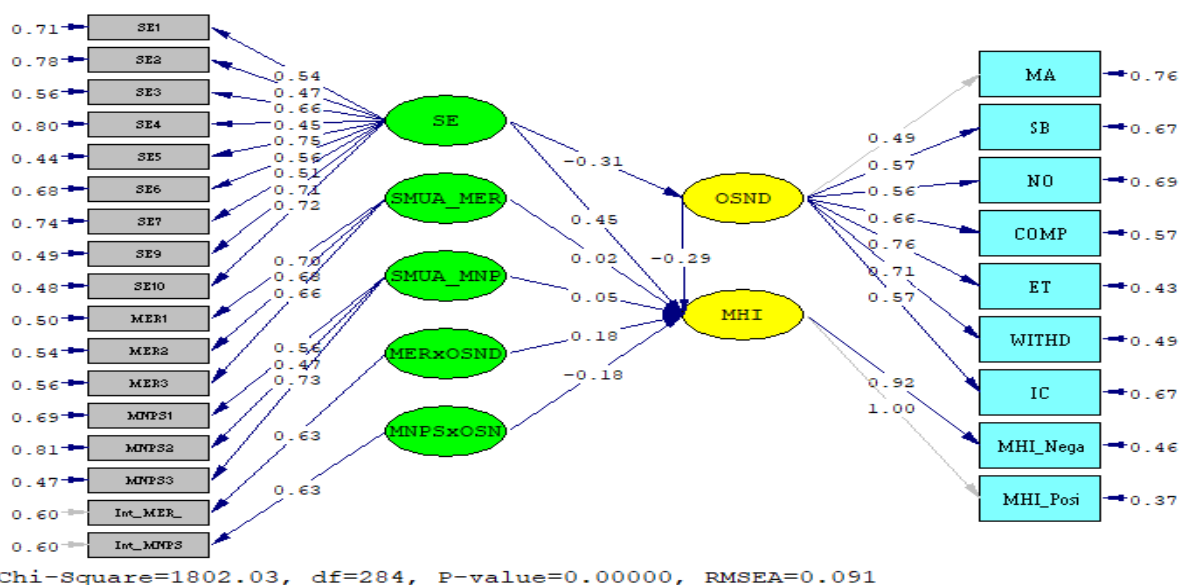 0.71 SE1
0.78 SE2
0.56 SE3
0.80 SE4
0.44 SE5
0.68 SE6
0.74 SE7
0.49 SE9
0.48 SE10
0.50 MER1
0.54 MER2
0.56 MER3
0.69 MNPS1
0.81 MNPS2
0.47 MNPS3
0.60 Int_MER_
0.60 Int_MNPS
0.54
0.47
0.66
0.45
0.75
0.56
0.51
0.71
0.72
0.70
0.68
0.66
0.56
0.47
0.73
0.63
0.63
SE
SMUA_MER
SMUA_MNP
MERxOSND
MNPSxOSN
-0.31
0.45
0.02
-0.29
0.05
0.18
-0.18
OSND
MHI
0.49
0.57
0.56
0.66
0.76
0.71
0.57
0.92
1.00
MA 0.76
SB 0.67
NO 0.69
COMP 0.57
ET 0.43
WITHD 0.49
IC 0.67
MHI_Nega 0.46
MHI_Posi 0.37
Chi-Square=1802.03, df=284, P-value=0.00000, RMSEA=0.091